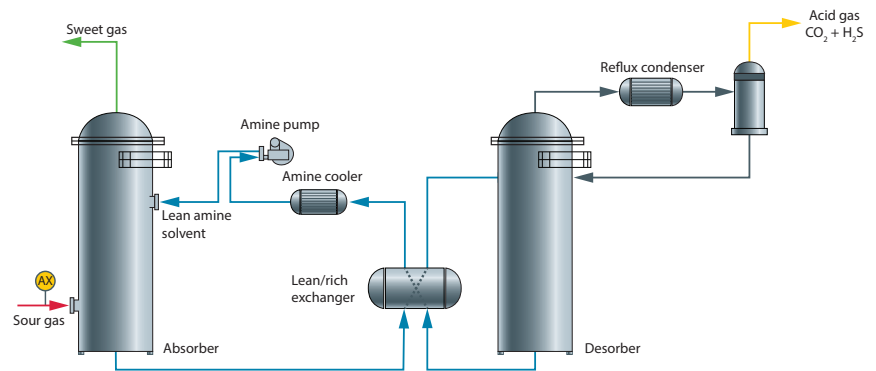 Sweet gas
Acid gas
CO₂ + H₂S
Reflux condenser
Amine pump
Amine cooler
Lean amine
solvent
Lean/rich
exchanger
AX
Sour gas
Absorber
Desorber